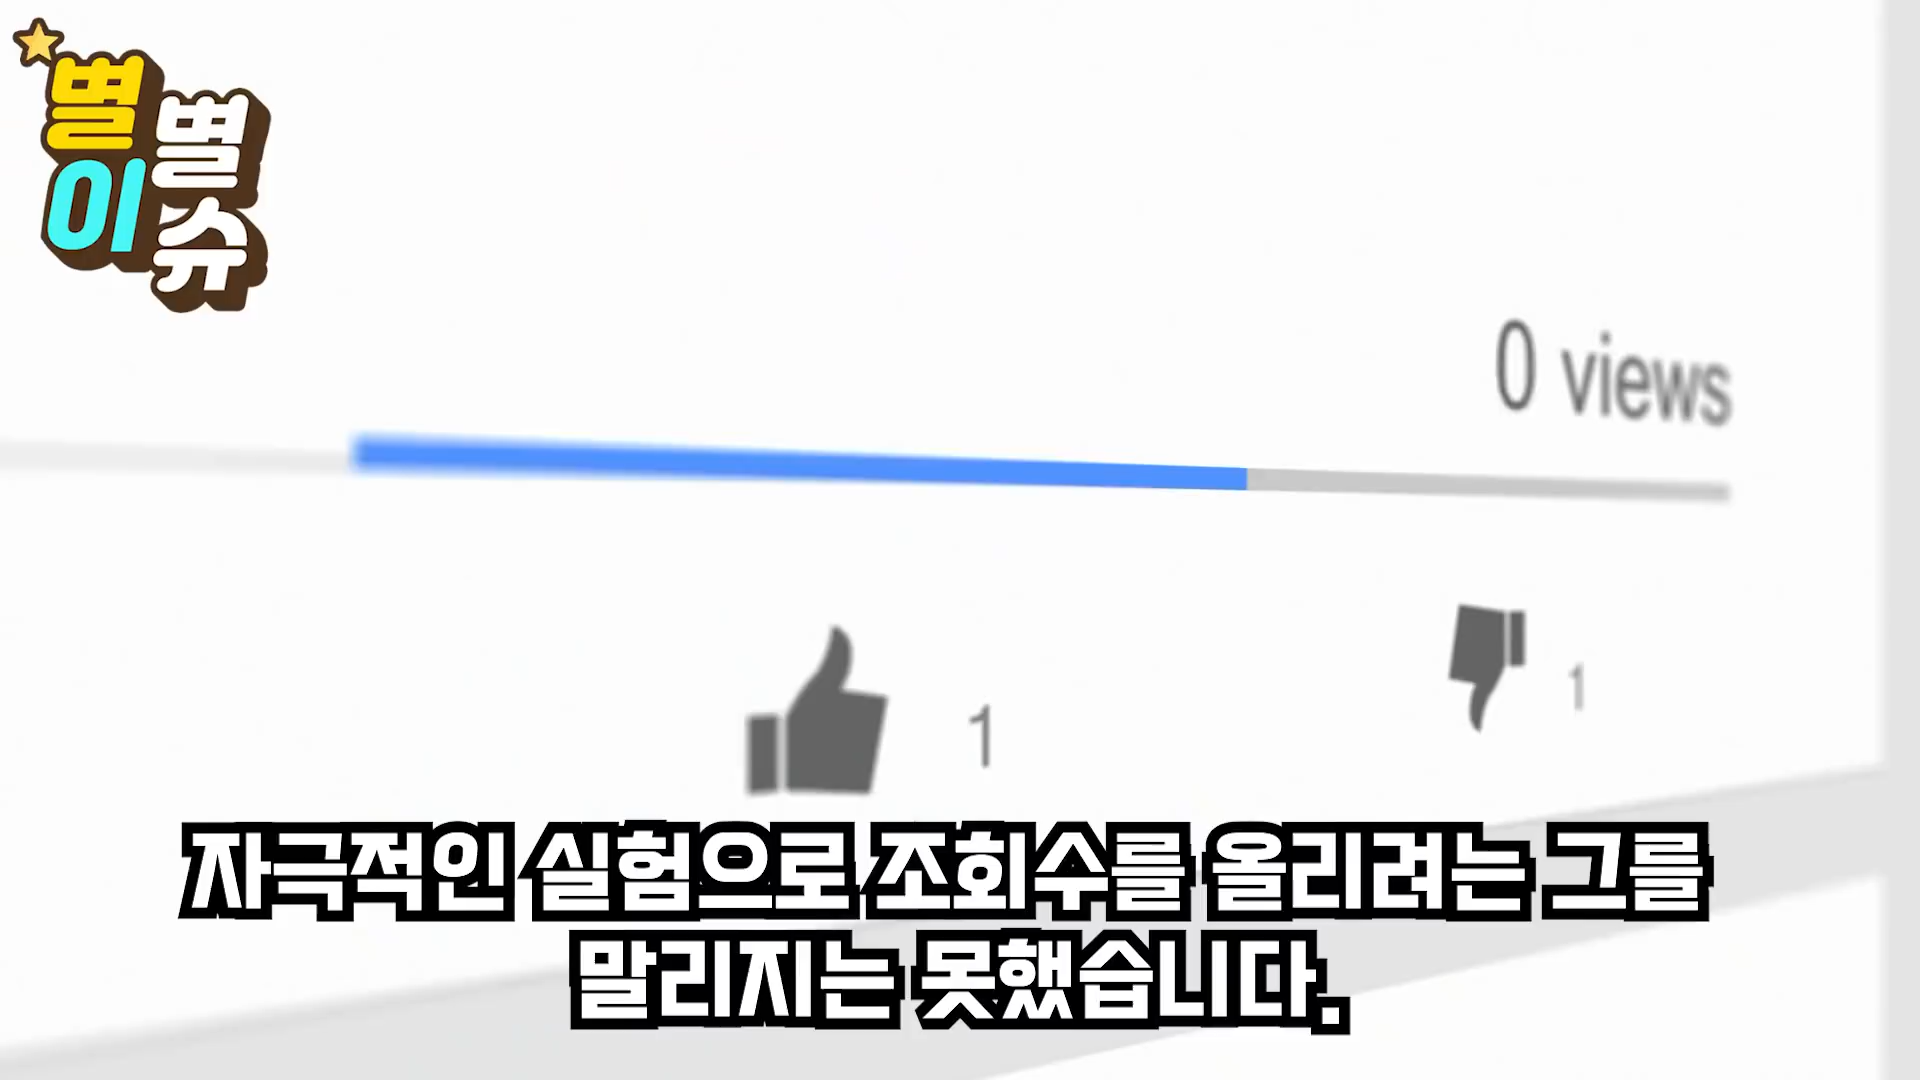 별별
이슈
0 views
1
1
자극적인 실험으로 조회수를 올리려는 그를
말리지는 못했습니다.